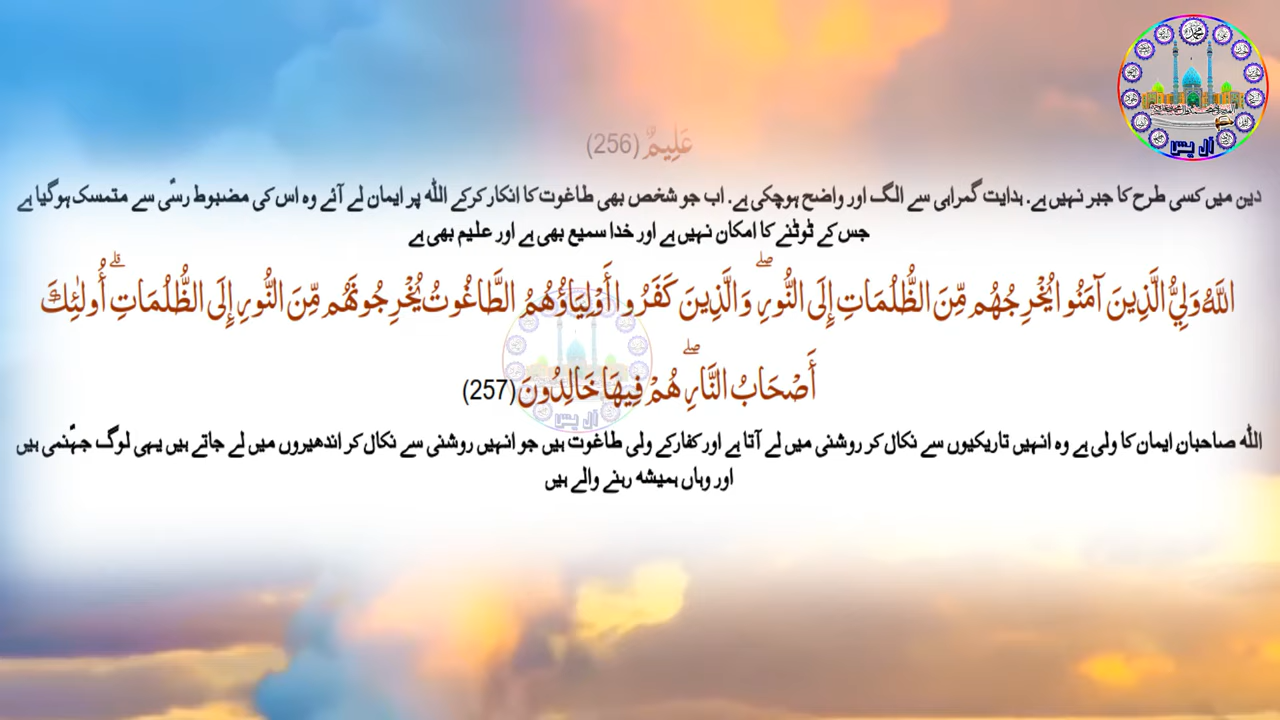 عَلِيمٌ (256)
دین میں کسی طرح کا جبر نہیں ہے. ہدایت گمراہی سے الگ اور واضح ہوچکی ہے. اب جو شخص بھی طاغوت کا انکار کرکے اللہ پر ایمان لے آئے وہ اس کی مضبوط رسّی سے متمسک ہوگیا ہے
جس کے ٹوٹنے کا امکان نہیں ہے اور خدا سمیع بھی ہے اور علیم بھی ہے
اللَّهُ وَلِيُّ الَّذِينَ آمَنُوا يُخْرِجُهُم مِّنَ الظُّلُمَاتِ إِلَى النُّورِ ۖ وَالَّذِينَ كَفَرُوا أَوْلِيَاؤُهُمُ الطَّاغُوتُ يُخْرِجُونَهُم مِّنَ النُّورِ إِلَى الظُّلُمَاتِ ۗ أُولَٰئِكَ
أَصْحَابُ النَّارِ ۖ هُمْ فِيهَا خَالِدُونَ (257)
اللہ صاحبانِ ایمان کا ولی ہے وہ انہیں تاریکیوں سے نکال کر روشنی میں لے آتا ہے اور کفارکے ولی طاغوت ہیں جو انہیں روشنی سے نکال کر اندھیروں میں لے جاتے ہیں یہی لوگ جہّنمی ہیں
اور وہاں ہمیشہ رہنے والے ہیں
آل یس